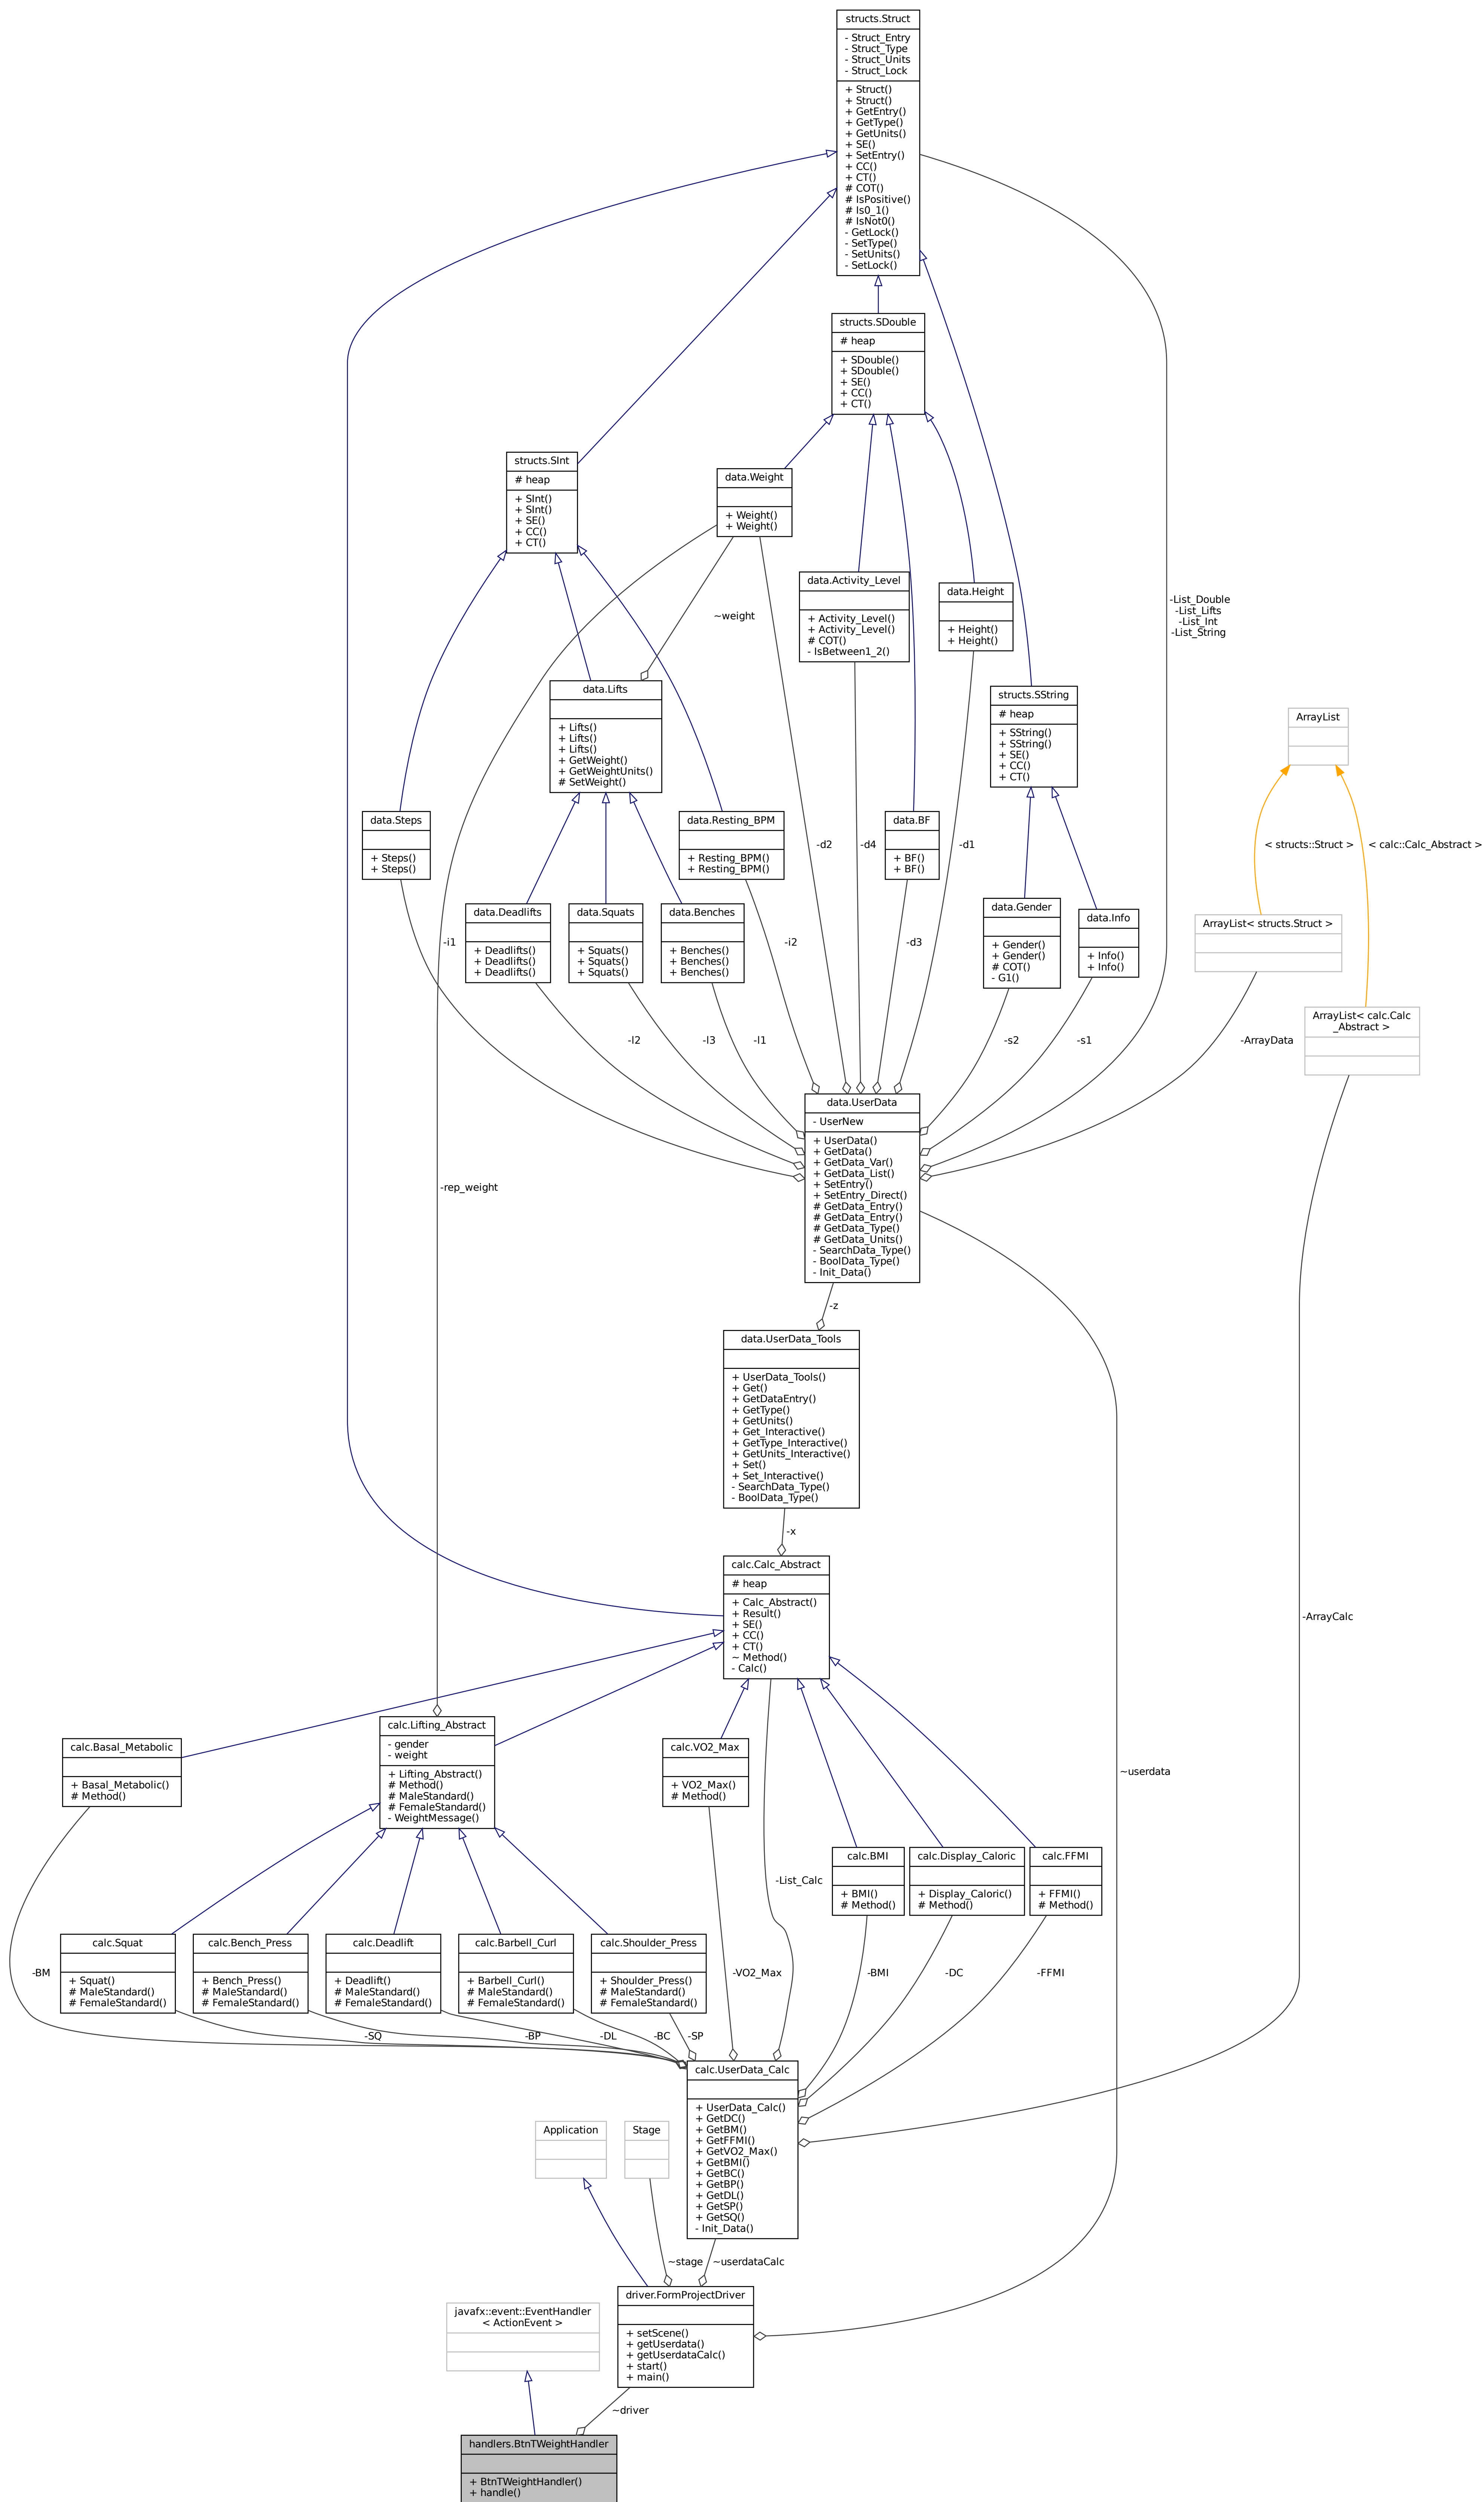 structs.Struct
- Struct_Entry
- Struct_Type
- Struct_Units
- Struct_Lock
+ Struct()
+ Struct()
+ GetEntry()
+ GetType()
+ GetUnits()
+ SE()
+ SetEntry()
+ CC()
+ CT()
# COT()
# IsPositive()
# Is0_1()
# IsNot0()
- GetLock()
- SetType()
- SetUnits()
- SetLock()
structs.SDouble
# heap
+ SDouble()
+ SDouble()
+ SE()
+ CC()
+ CT()
structs.SInt
# heap
+ SInt()
+ SInt()
+ SE()
+ CC()
+ CT()
data.Weight
+ Weight()
+ Weight()
data.Activity_Level
+ Activity_Level()
+ Activity_Level()
# COT()
- IsBetween1_2()
data.Height
+ Height()
+ Height()
-List_Double
-List_Lifts
-List_Int
-List_String
~weight
data.Lifts
+ Lifts()
+ Lifts()
+ Lifts()
+ GetWeight()
+ GetWeightUnits()
# SetWeight()
structs.SString
# heap
+ SString()
+ SString()
+ SE()
+ CC()
+ CT()
ArrayList
data.Steps
+ Steps()
+ Steps()
data.Resting_BPM
+ Resting_BPM()
+ Resting_BPM()
data.BF
+ BF()
+ BF()
-d2
-d4
-d1
< structs::Struct >
< calc::Calc_Abstract >
data.Deadlifts
+ Deadlifts()
+ Deadlifts()
+ Deadlifts()
data.Squats
+ Squats()
+ Squats()
+ Squats()
data.Benches
+ Benches()
+ Benches()
+ Benches()
data.Gender
+ Gender()
+ Gender()
# COT()
- G1()
data.Info
+ Info()
+ Info()
ArrayList< structs.Struct >
-i1
-i2
-d3
ArrayList< calc.Calc
_Abstract >
-l2
-l3
-l1
-s2
-s1
-ArrayData
data.UserData
- UserNew
+ UserData()
+ GetData()
+ GetData_Var()
+ GetData_List()
+ SetEntry()
+ SetEntry_Direct()
# GetData_Entry()
# GetData_Entry()
# GetData_Type()
# GetData_Units()
- SearchData_Type()
- BoolData_Type()
- Init_Data()
-rep_weight
-z
data.UserData_Tools
+ UserData_Tools()
+ Get()
+ GetDataEntry()
+ GetType()
+ GetUnits()
+ Get_Interactive()
+ GetType_Interactive()
+ GetUnits_Interactive()
+ Set()
+ Set_Interactive()
- SearchData_Type()
- BoolData_Type()
-x
calc.Calc_Abstract
# heap
+ Calc_Abstract()
+ Result()
+ SE()
+ CC()
+ CT()
~ Method()
- Calc()
-ArrayCalc
calc.Basal_Metabolic
+ Basal_Metabolic()
# Method()
calc.Lifting_Abstract
- gender
- weight
+ Lifting_Abstract()
# Method()
# MaleStandard()
# FemaleStandard()
- WeightMessage()
calc.VO2_Max
+ VO2_Max()
# Method()
~userdata
-List_Calc
calc.BMI
+ BMI()
# Method()
calc.Display_Caloric
+ Display_Caloric()
# Method()
calc.FFMI
+ FFMI()
# Method()
calc.Squat
+ Squat()
# MaleStandard()
# FemaleStandard()
calc.Bench_Press
+ Bench_Press()
# MaleStandard()
# FemaleStandard()
calc.Deadlift
+ Deadlift()
# MaleStandard()
# FemaleStandard()
calc.Barbell_Curl
+ Barbell_Curl()
# MaleStandard()
# FemaleStandard()
calc.Shoulder_Press
+ Shoulder_Press()
# MaleStandard()
# FemaleStandard()
-BM
-VO2_Max
-BMI
-DC
-FFMI
-SQ
-BP
-DL
-BC
-SP
calc.UserData_Calc
+ UserData_Calc()
+ GetDC()
+ GetBM()
+ GetFFMI()
+ GetVO2_Max()
+ GetBMI()
+ GetBC()
+ GetBP()
+ GetDL()
+ GetSP()
+ GetSQ()
- Init_Data()
Application
Stage
~stage
~userdataCalc
driver.FormProjectDriver
+ setScene()
+ getUserdata()
+ getUserdataCalc()
+ start()
+ main()
javafx::event::EventHandler
< ActionEvent >
~driver
handlers.BtnTWeightHandler
+ BtnTWeightHandler()
+ handle()